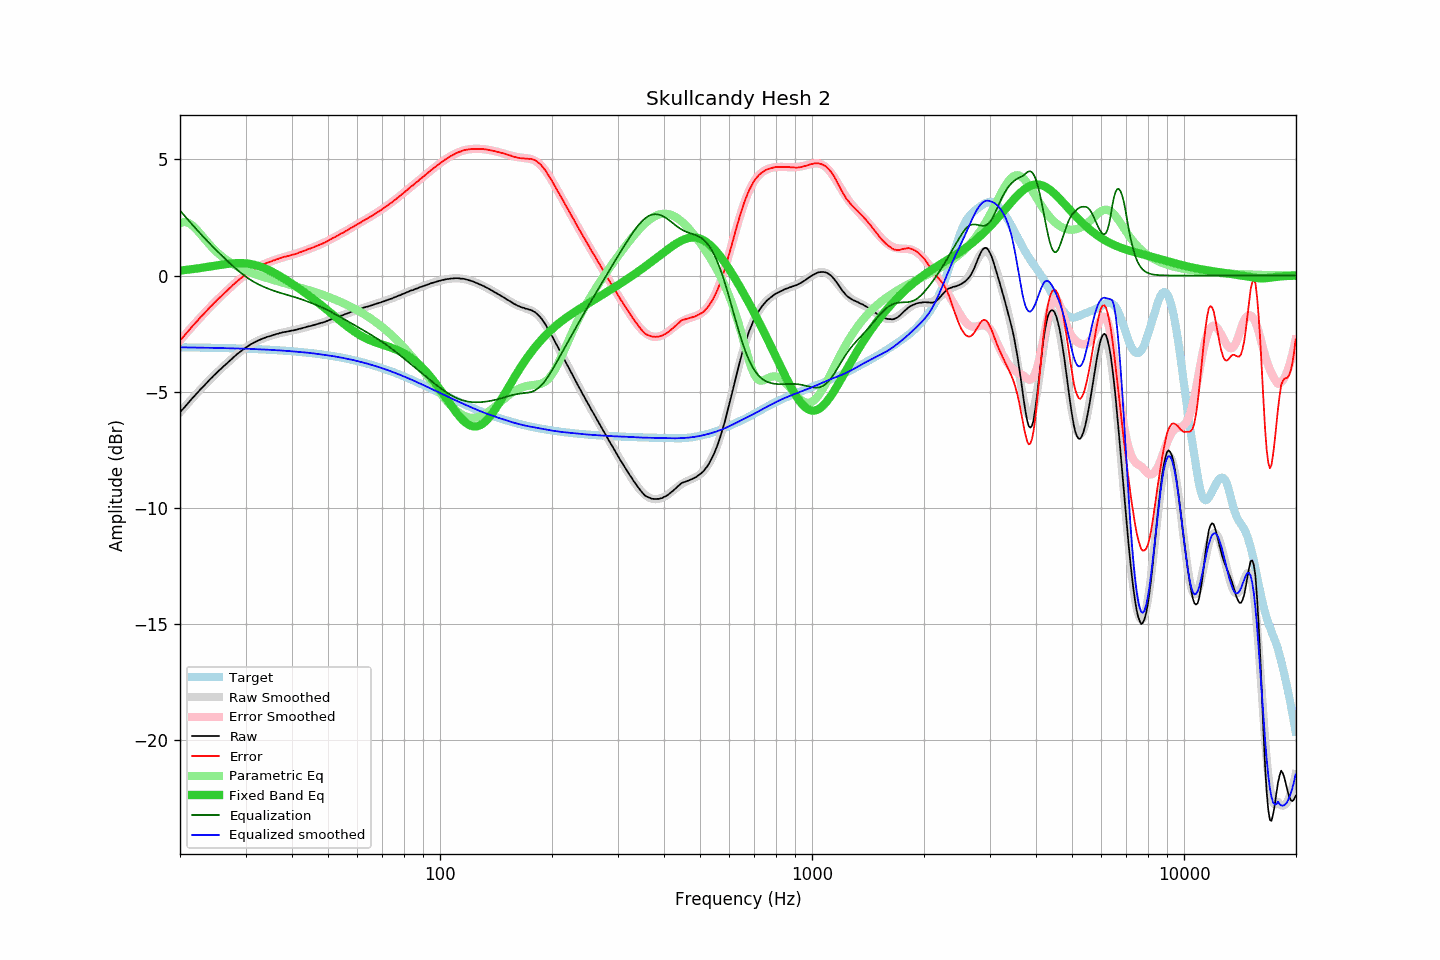 Skullcandy Hesh 2
Amplitude (dBr)
5
0
−5
−10
−15
−20
Target
Raw Smoothed
Error Smoothed
Raw
Error
Parametric Eq
Fixed Band Eq
Equalization
Equalized smoothed
100
1000
10000
Frequency (Hz)